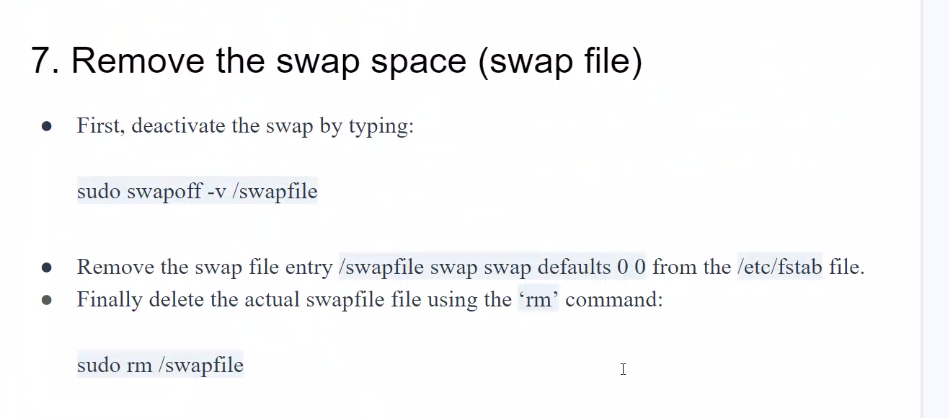 7. Remove the swap space (swap file)
● First, deactivate the swap by typing:
sudo swapoff -v /swapfile
● Remove the swap file entry /swapfile swap swap defaults 0 0 from the /etc/fstab file.
● Finally delete the actual swapfile file using the ‘rm’ command:
sudo rm /swapfile